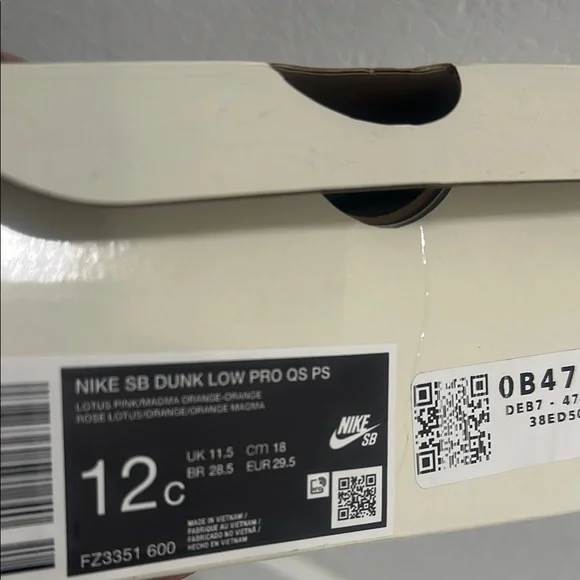 NIKE SB DUNK LOW PRO QS PS
LOTUS PINK/MAGMA ORANGE-ORANGE
ROSE LOTUS/ORANGE/ORANGE MAGMA
12C
UK 11.5 cm 18
BR 28.5 EUR 29.5
NIKE
SB
MADE IN VIETNAM /
FABRIQUÉ AU VIETNAM /
FABRICADO NO VIETNÃ /
HECHO EN VIETNAM
FZ3351 600
0B47
DEB7 - 47
38ED50